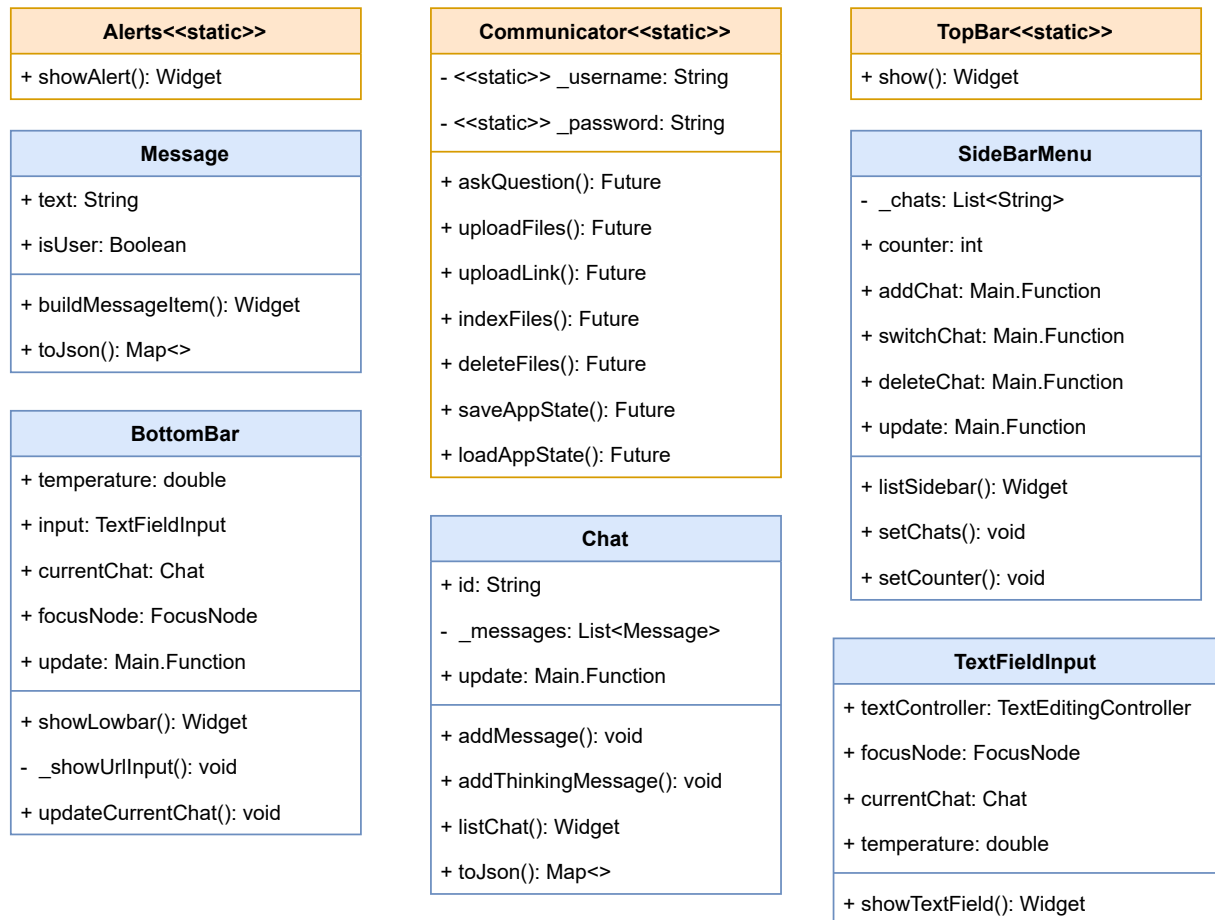 Alerts<<static>>
+ showAlert(): Widget
Message
+ text: String
+ isUser: Boolean
+ buildMessageItem(): Widget
+ toJson(): Map<>
BottomBar
+ temperature: double
+ input: TextFieldInput
+ currentChat: Chat
+ focusNode: FocusNode
+ update: Main.Function
+ showLowbar(): Widget
- _showUrlInput(): void
+ updateCurrentChat(): void
Communicator<<static>>
- <<static>> _username: String
- <<static>> _password: String
+ askQuestion(): Future
+ uploadFiles(): Future
+ uploadLink(): Future
+ indexFiles(): Future
+ deleteFiles(): Future
+ saveAppState(): Future
+ loadAppState(): Future
Chat
+ id: String
- _messages: List<Message>
+ update: Main.Function
+ addMessage(): void
+ addThinkingMessage(): void
+ listChat(): Widget
+ toJson(): Map<>
TopBar<<static>>
+ show(): Widget
SideBarMenu
- _chats: List<String>
+ counter: int
+ addChat: Main.Function
+ switchChat: Main.Function
+ deleteChat: Main.Function
+ update: Main.Function
+ listSidebar(): Widget
+ setChats(): void
+ setCounter(): void
TextFieldInput
+ textController: TextEditingController
+ focusNode: FocusNode
+ currentChat: Chat
+ temperature: double
+ showTextField(): Widget